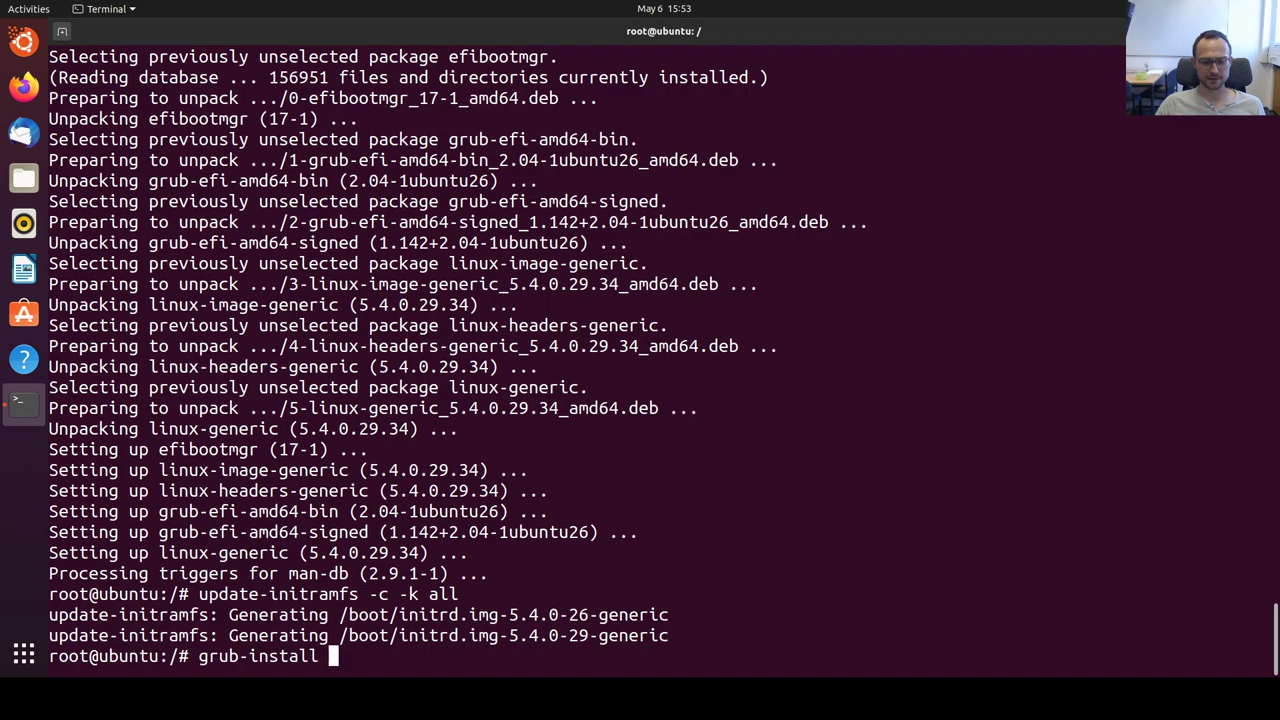 Activities
Terminal
May 6 15:53
root@ubuntu: /
Selecting previously unselected package efibootmgr.
(Reading database ... 156951 files and directories currently installed.)
Preparing to unpack .../0-efibootmgr_17-1_amd64.deb ...
Unpacking efibootmgr (17-1) ...
Selecting previously unselected package grub-efi-amd64-bin.
Preparing to unpack .../1-grub-efi-amd64-bin_2.04-1ubuntu26_amd64.deb ...
Unpacking grub-efi-amd64-bin (2.04-1ubuntu26) ...
Selecting previously unselected package grub-efi-amd64-signed.
Preparing to unpack .../2-grub-efi-amd64-signed_1.142+2.04-1ubuntu26_amd64.deb ...
Unpacking grub-efi-amd64-signed (1.142+2.04-1ubuntu26) ...
Selecting previously unselected package linux-image-generic.
Preparing to unpack .../3-linux-image-generic_5.4.0.29.34_amd64.deb ...
Unpacking linux-image-generic (5.4.0.29.34) ...
Selecting previously unselected package linux-headers-generic.
Preparing to unpack .../4-linux-headers-generic_5.4.0.29.34_amd64.deb ...
Unpacking linux-headers-generic (5.4.0.29.34) ...
Selecting previously unselected package linux-generic.
Preparing to unpack .../5-linux-generic_5.4.0.29.34_amd64.deb ...
Unpacking linux-generic (5.4.0.29.34) ...
Setting up efibootmgr (17-1) ...
Setting up linux-image-generic (5.4.0.29.34) ...
Setting up linux-headers-generic (5.4.0.29.34) ...
Setting up grub-efi-amd64-bin (2.04-1ubuntu26) ...
Setting up grub-efi-amd64-signed (1.142+2.04-1ubuntu26) ...
Setting up linux-generic (5.4.0.29.34) ...
Processing triggers for man-db (2.9.1-1) ...
root@ubuntu:/# update-initramfs -c -k all
update-initramfs: Generating /boot/initrd.img-5.4.0-26-generic
update-initramfs: Generating /boot/initrd.img-5.4.0-29-generic
root@ubuntu:/# grub-install